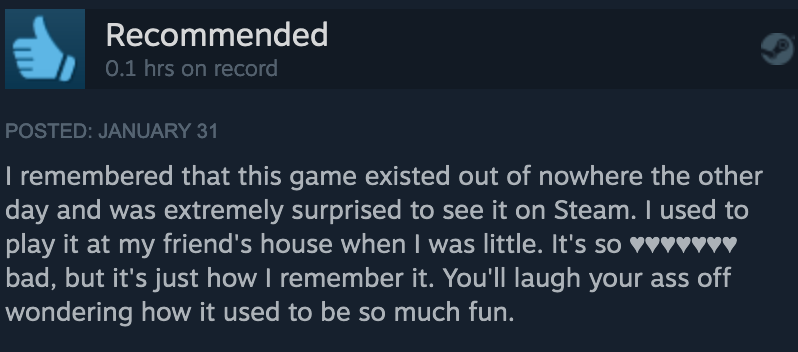 Recommended
0.1 hrs on record
POSTED: JANUARY 31
I remembered that this game existed out of nowhere the other
day and was extremely surprised to see it on Steam. I used to
play it at my friend's house when I was little. It's so ♥♥♥♥♥♥♥
bad, but it's just how I remember it. You'll laugh your ass off
wondering how it used to be so much fun.